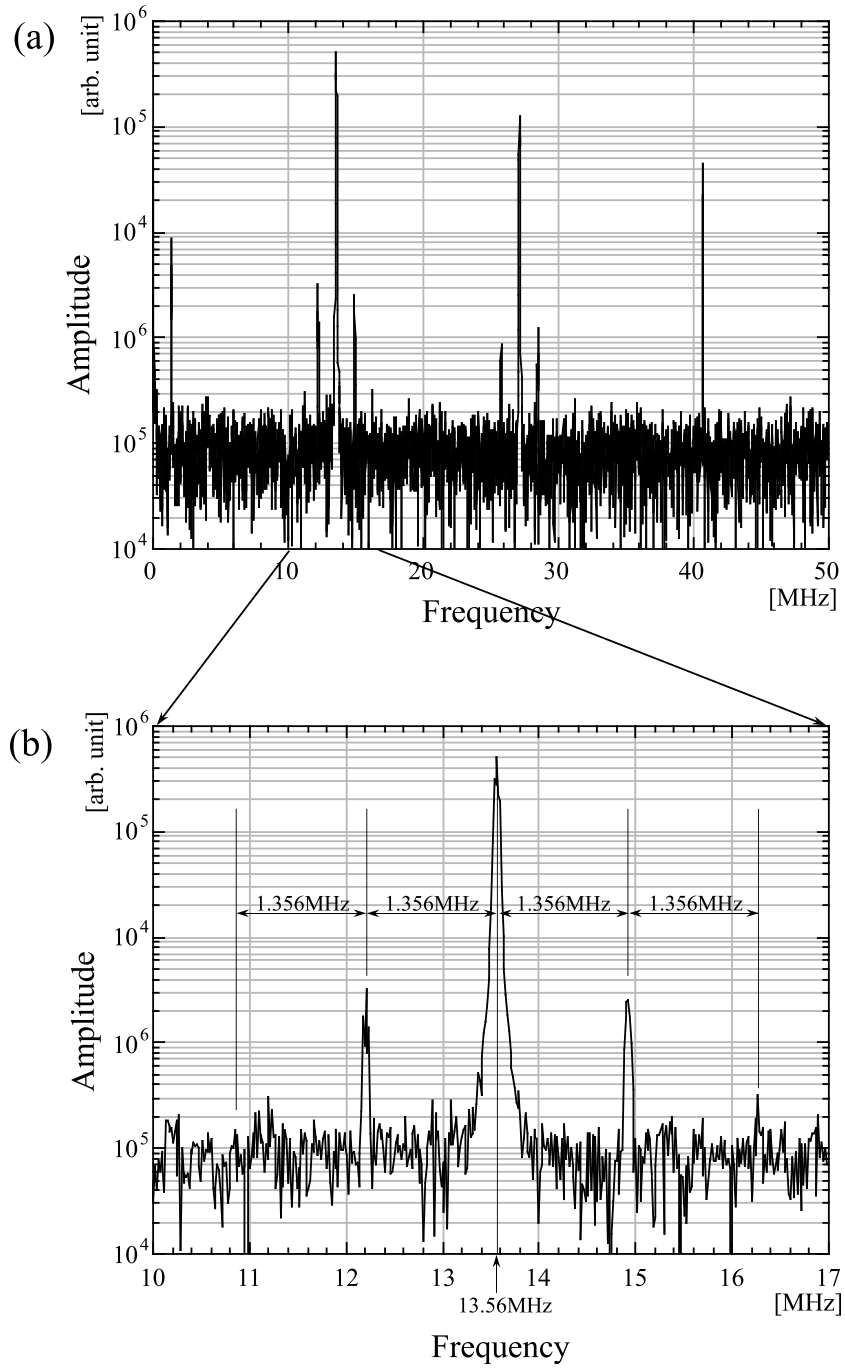 (a)
[arb. unit]
Amplitude
10^6
10^5
10^4
10^6
10^5
10^4
0 10 20 30 40 50
[MHz]
Frequency
(b)
[arb. unit]
Amplitude
10^6
10^5
10^4
10^6
10^5
10^4
1.356MHz 1.356MHz 1.356MHz 1.356MHz
10 11 12 13 14 15 16 17
13.56MHz
[MHz]
Frequency